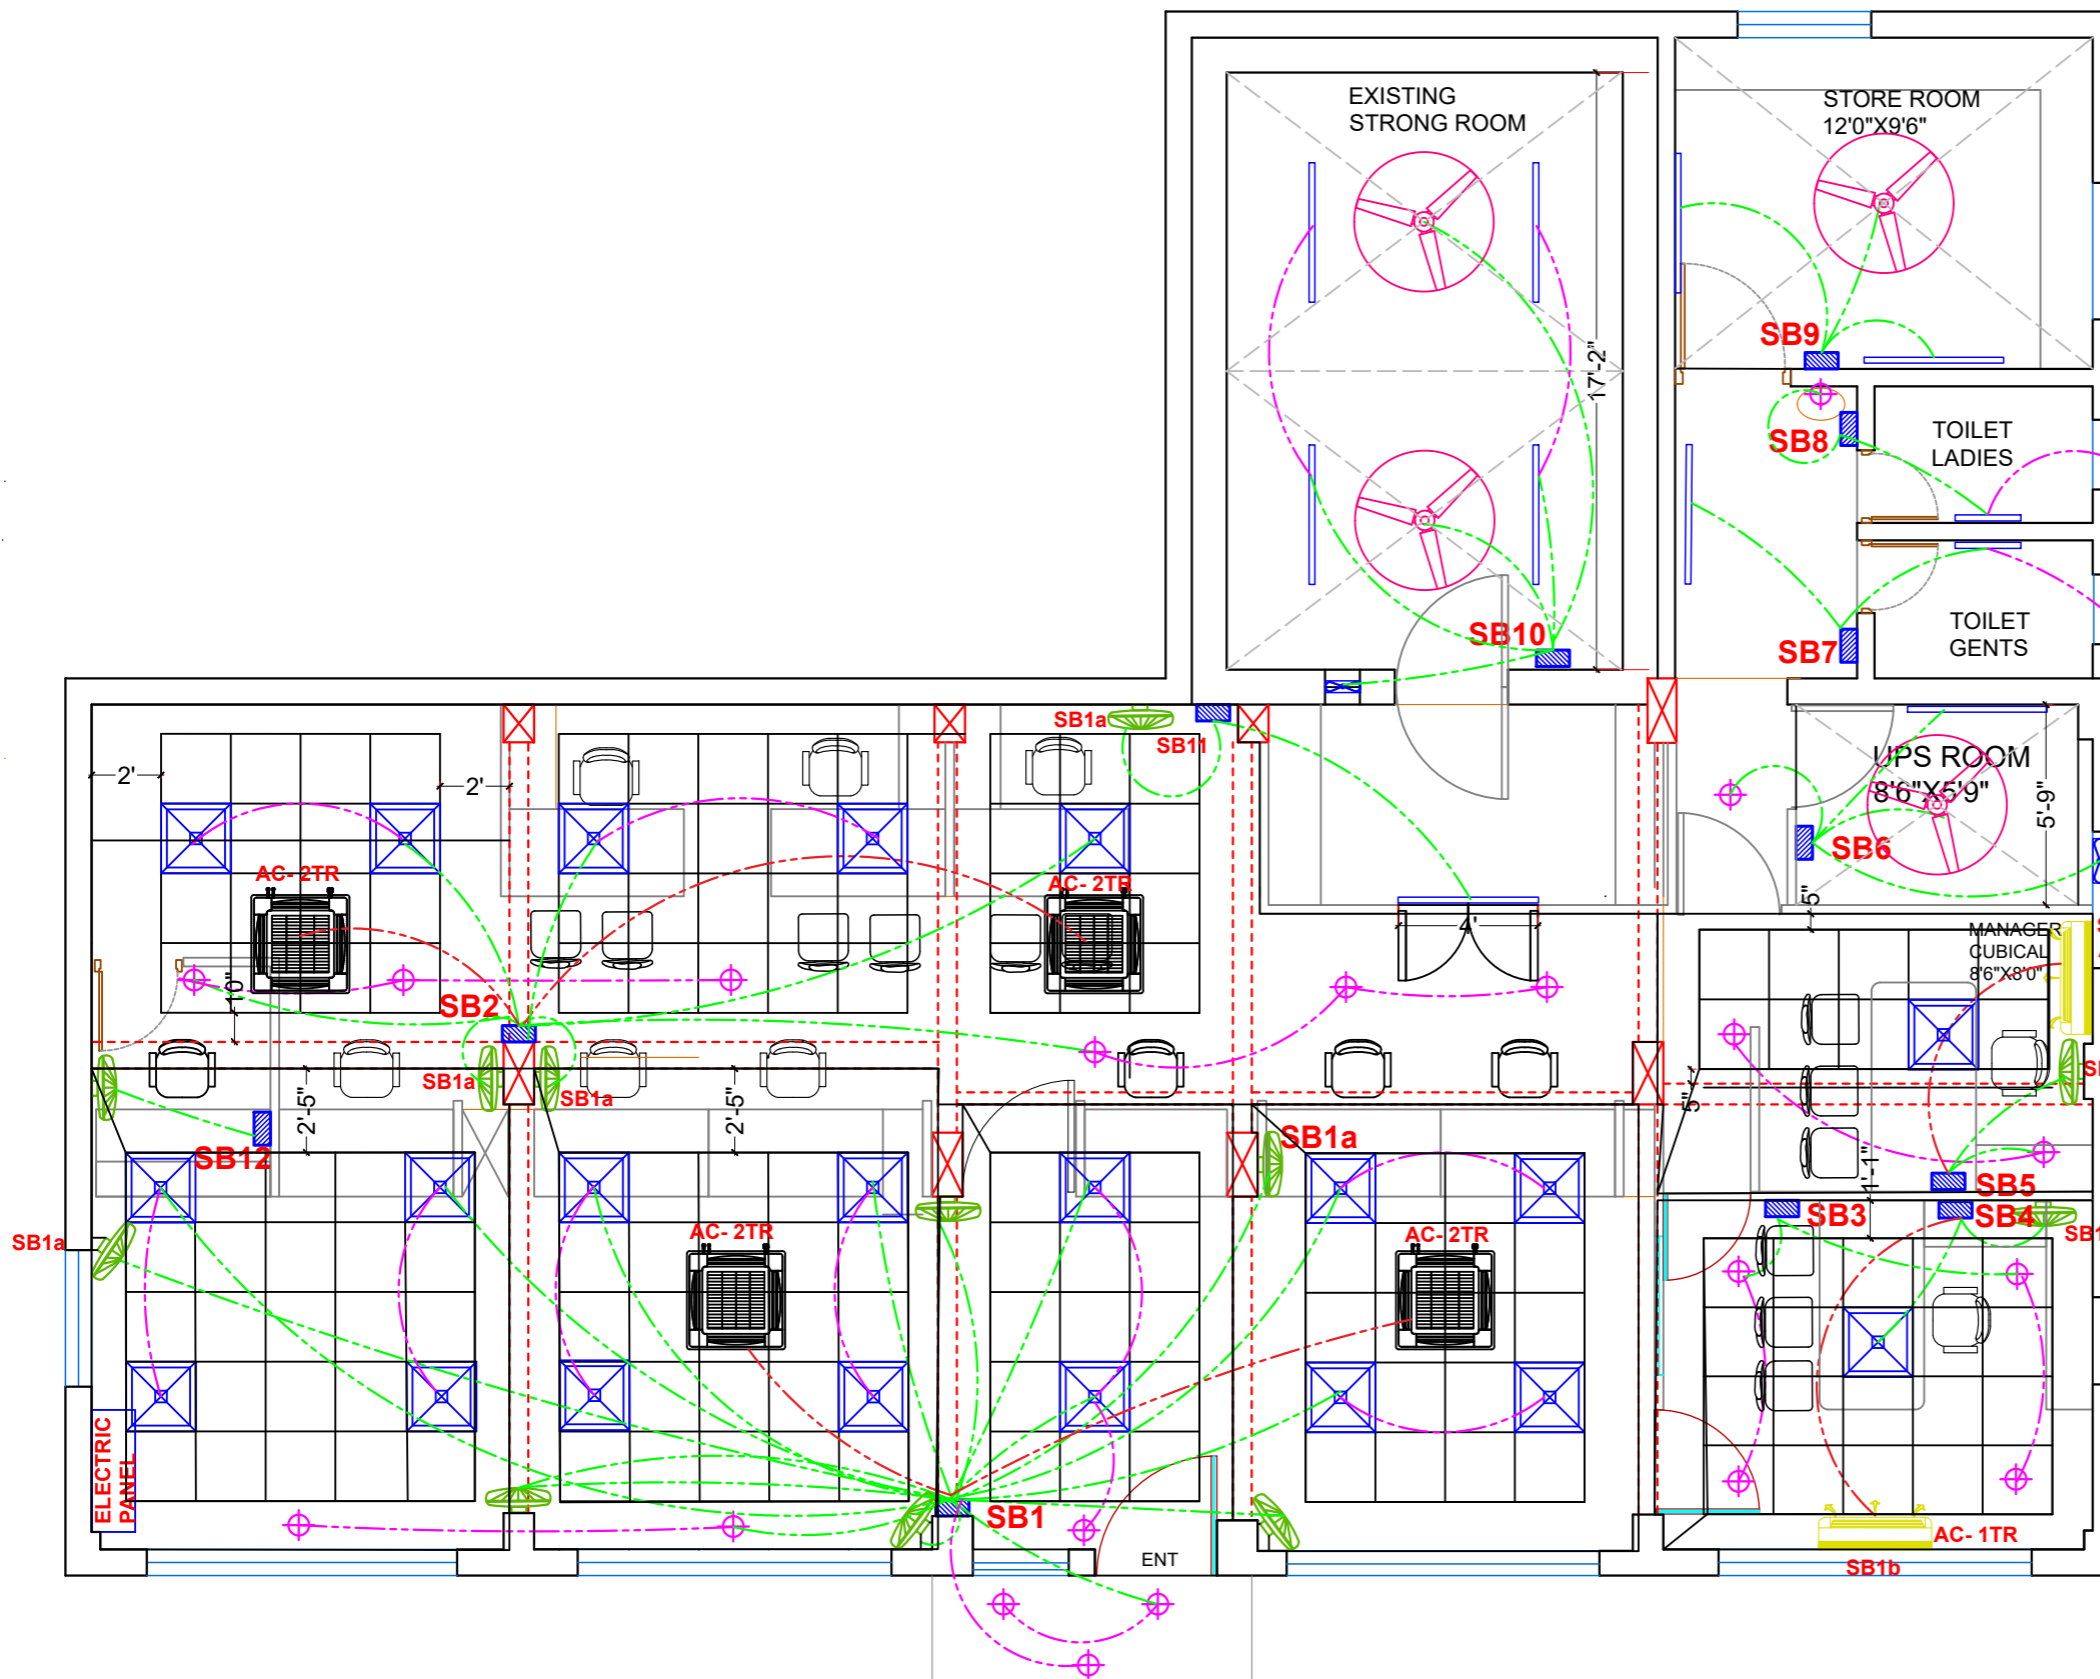 EXISTING
STRONG ROOM
STORE ROOM
12'0"X9'6"
17'-2"
SB9
SB8
TOILET
LADIES
SB10
SB7
TOILET
GENTS
SB1a
SB11
UPS ROOM
8'6"X5'9"
5'-9"
2'
2'
SB6
AC- 2TR
AC- 2TR
5"
4'
MANAGER
CUBICAL
8'6"X8'0"
10"
SB2
SB1a
SB1a
5"
2'-5"
2'-5"
SB12
SB1a
1'-1"
SB5
SB3
SB4
SB1a
AC- 2TR
AC- 2TR
ELECTRIC
PANEL
SB1
AC- 1TR
ENT
SB1b